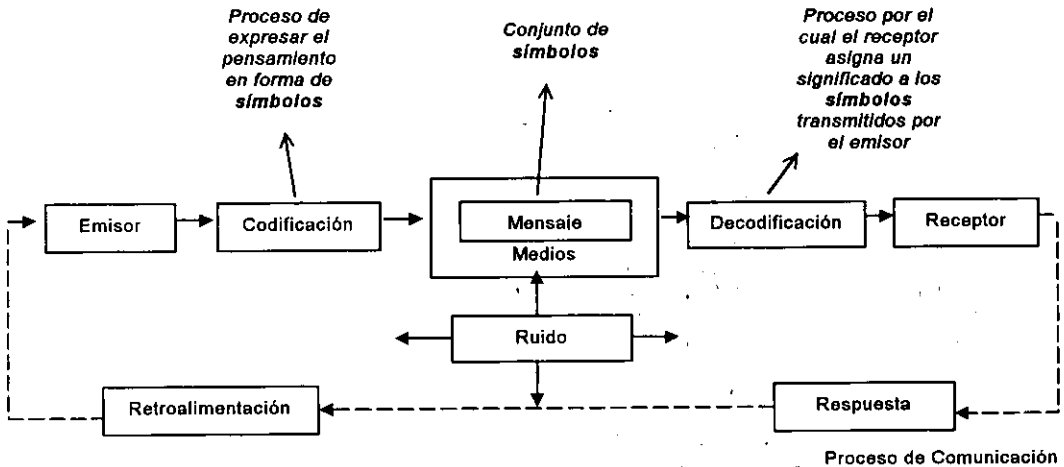 Proceso de
expresar el
pensamiento
en forma de
símbolos
Conjunto de
símbolos
Proceso por el
cual el receptor
asigna un
significado a los
símbolos
transmitidos por
el emisor
Emisor
Codificación
Mensaje
Medios
Decodificación
Receptor
Ruido
Retroalimentación
Respuesta
Proceso de Comunicación